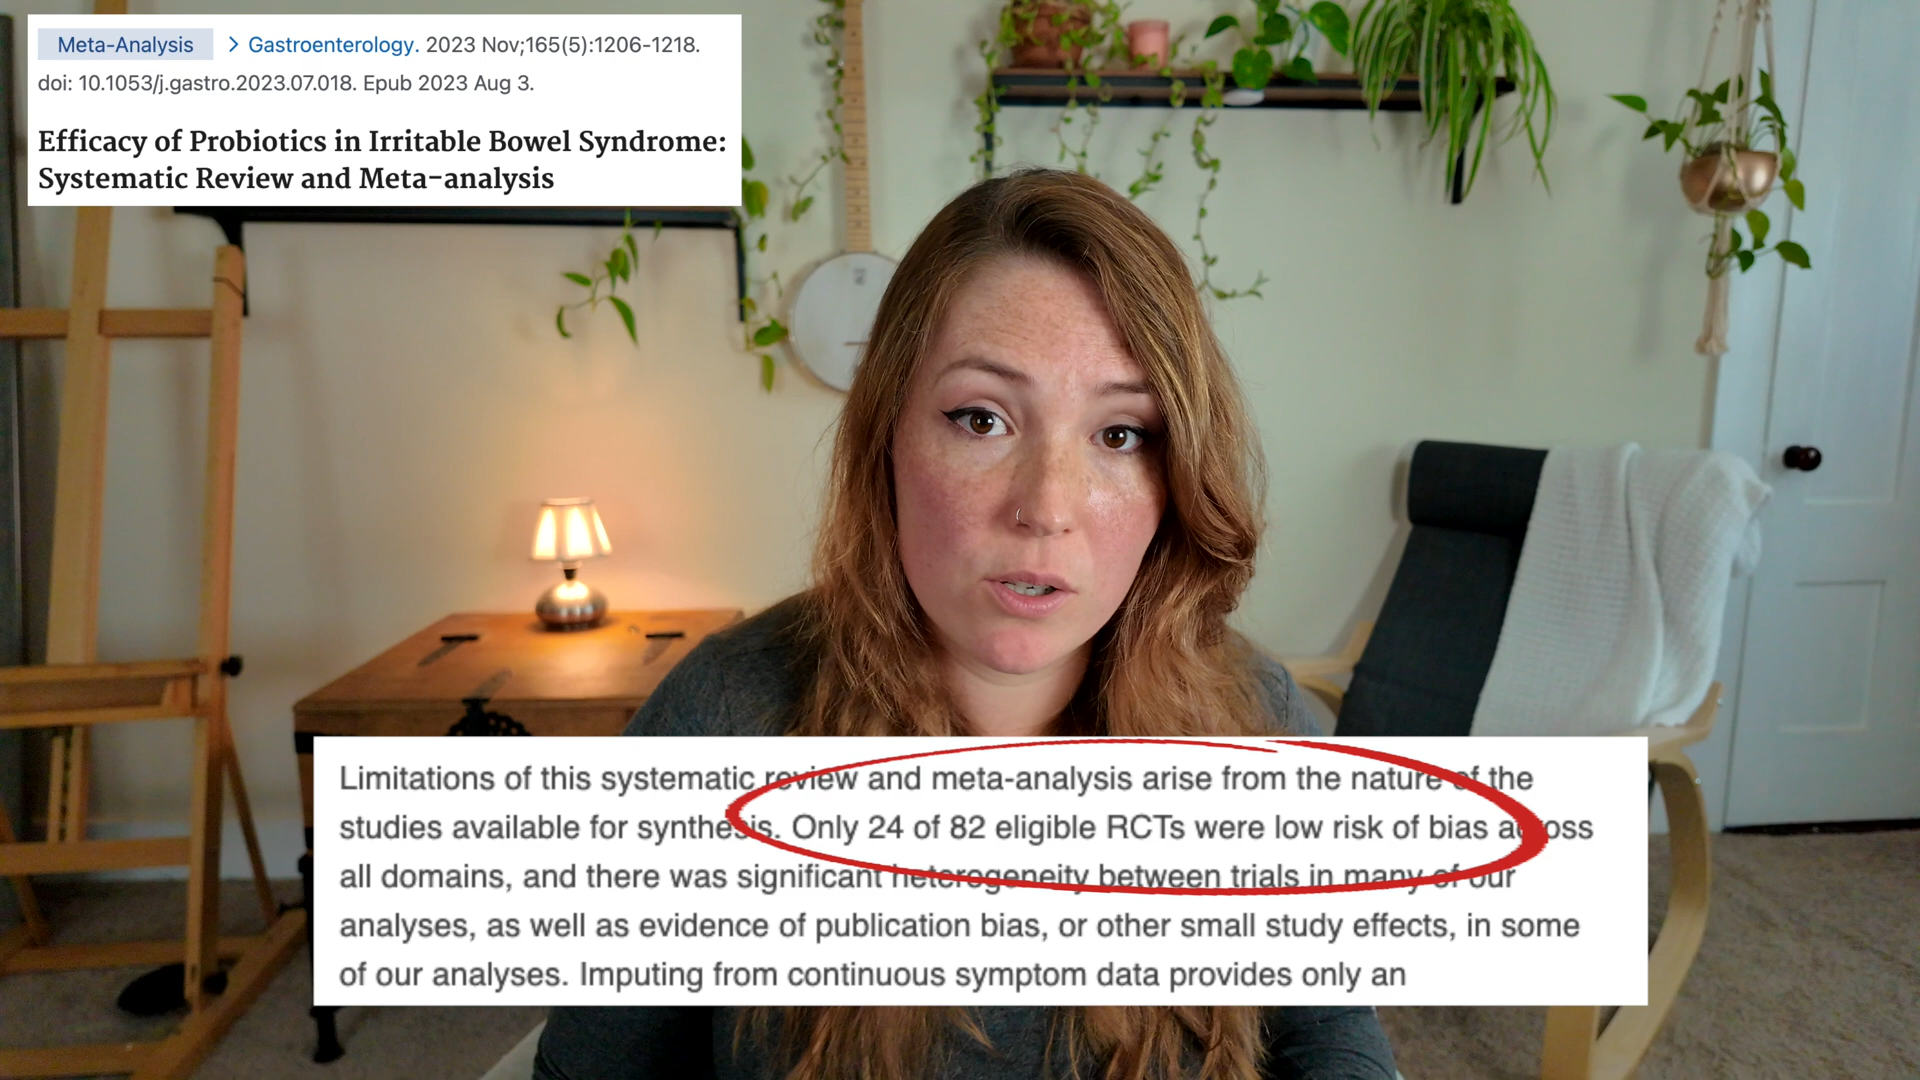 Meta-Analysis > Gastroenterology. 2023 Nov;165(5):1206-1218.
doi: 10.1053/j.gastro.2023.07.018. Epub 2023 Aug 3.
Efficacy of Probiotics in Irritable Bowel Syndrome:
Systematic Review and Meta-analysis
Limitations of this systematic review and meta-analysis arise from the nature of the
studies available for synthesis. Only 24 of 82 eligible RCTs were low risk of bias across
all domains, and there was significant heterogeneity between trials in many of our
analyses, as well as evidence of publication bias, or other small study effects, in some
of our analyses. Imputing from continuous symptom data provides only an